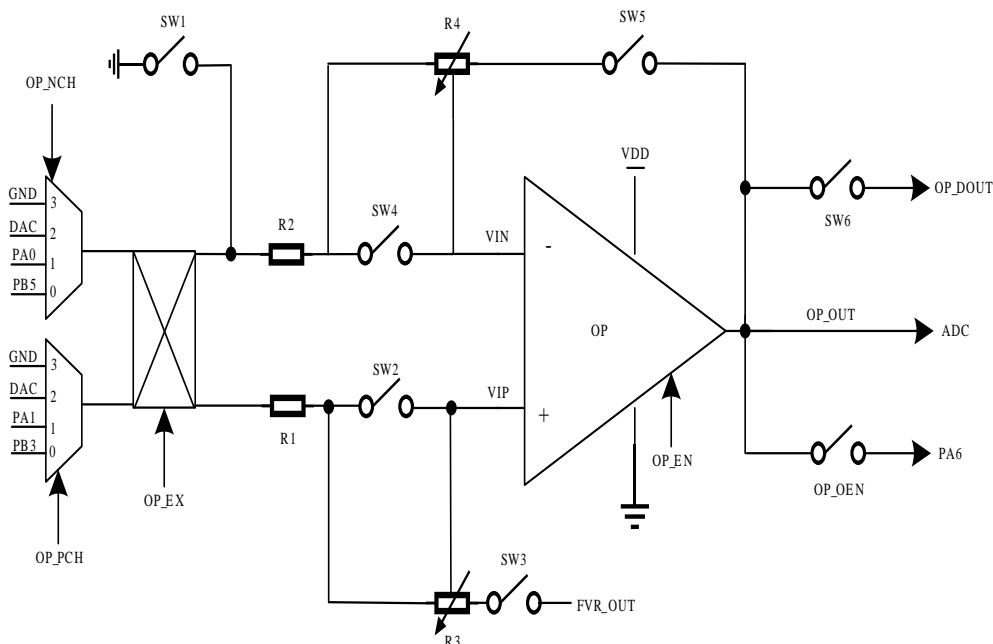 SW1
R4
SW5
OP_NCH
VDD
GND
3
DAC
2
PA0
1
PB5
0
R2
SW4
VIN
-
SW6
OP_DOUT
OP
OP_OUT
ADC
GND
3
DAC
2
PA1
1
PB3
0
SW2
VIP
+
R1
OP_EN
OP_OEN
PA6
OP_EX
OP_PCH
SW3
FVR_OUT
R3